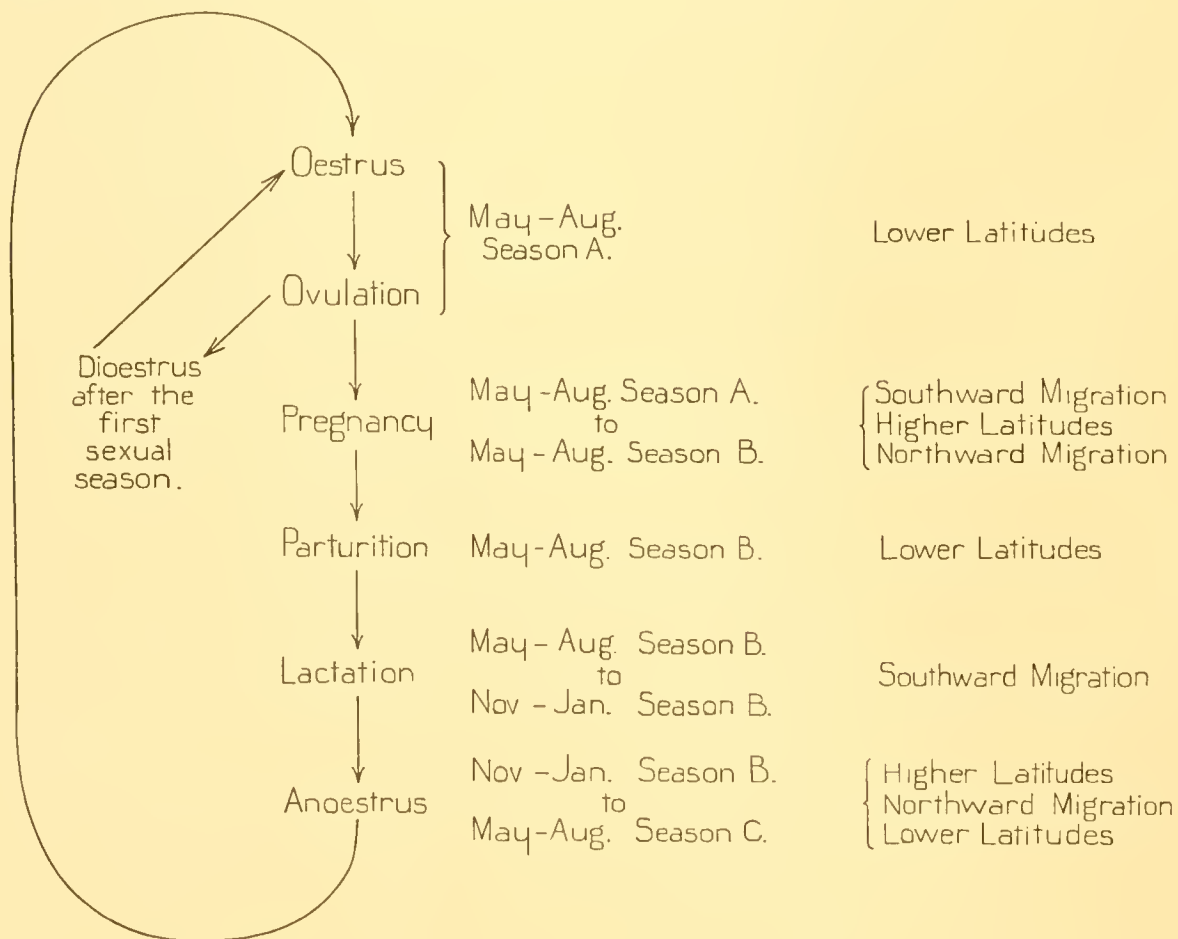 Oestrus
May-Aug.
Season A.
Lower Latitudes
Ovulation
Dioestrus
after the
first
sexual
season.
Pregnancy
May-Aug. Season A.
to
May-Aug. Season B.
Southward Migration
Higher Latitudes
Northward Migration
Parturition
May-Aug. Season B.
Lower Latitudes
Lactation
May-Aug. Season B.
to
Nov-Jan. Season B.
Southward Migration
Anoestrus
Nov-Jan. Season B.
to
May-Aug. Season C.
Higher Latitudes
Northward Migration
Lower Latitudes